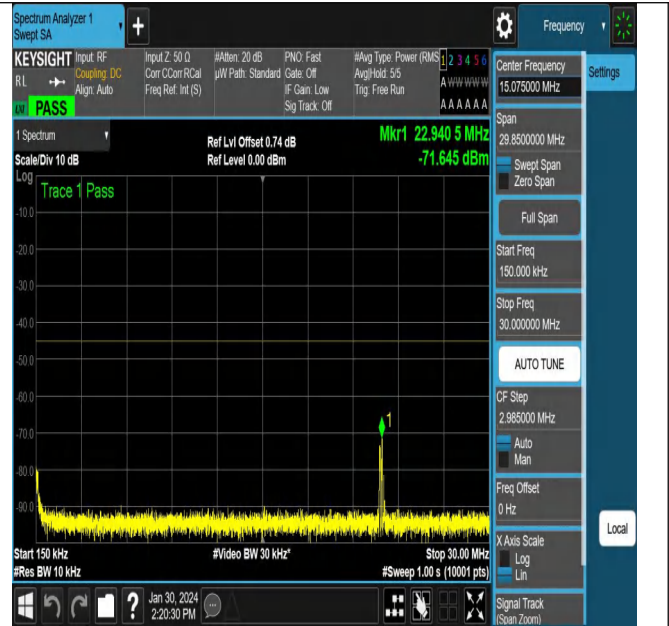 Spectrum Analyzer 1
Swept SA
+
Frequency
KEYSIGHT
RL
PASS
Input: RF
Coupling: DC
Align: Auto
Input Z: 50 Ω
Corr CCorr RCal
Freq Ref: Int (S)
#Atten: 20 dB
µW Path: Standard
PNO: Fast
Gate: Off
IF Gain: Low
Sig Track: Off
#Avg Type: Power (RMS
Avg|Hold: 5/5
Trig: Free Run
1 2 3 4 5 6
A W W W W W
A A A A A A
1 Spectrum
Scale/Div 10 dB
Ref Lvl Offset 0.74 dB
Ref Level 0.00 dBm
Mkr1 22.940 5 MHz
-71.645 dBm
Log
Trace 1 Pass
-10.0
-20.0
-30.0
-40.0
-50.0
-60.0
-70.0
-80.0
-90.0
1
Start 150 kHz
#Res BW 10 kHz
#Video BW 30 kHz*
Stop 30.00 MHz
#Sweep 1.00 s (10001 pts)
Jan 30, 2024
2:20:30 PM
Center Frequency
15.075000 MHz
Settings
Span
29.8500000 MHz
Swept Span
Zero Span
Full Span
Start Freq
150.000 kHz
Stop Freq
30.000000 MHz
AUTO TUNE
CF Step
2.985000 MHz
Auto
Man
Freq Offset
0 Hz
X Axis Scale
Log
Lin
Local
Signal Track
(Span Zoom)